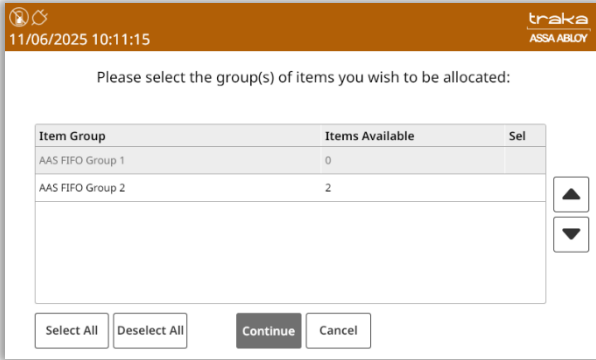 traka
11/06/2025 10:11:15
ASSA ABLOY
Please select the group(s) of items you wish to be allocated:
Item Group Items Available Sel
AAS FIFO Group 1 0
AAS FIFO Group 2 2
Select All Deselect All Continue Cancel